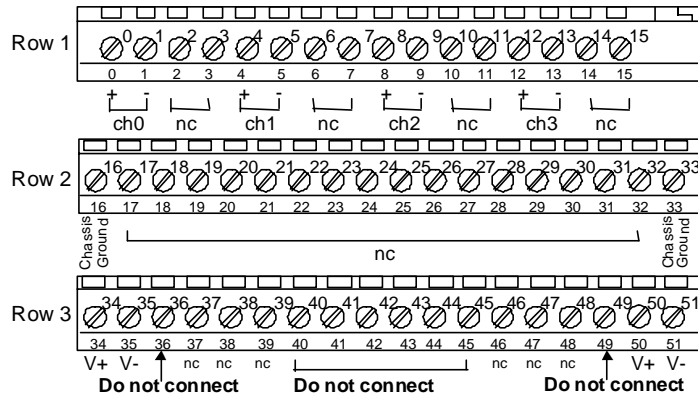 Row 1
0 1 2 3 4 5 6 7 8 9 10 11 12 13 14 15
0 1 2 3 4 5 6 7 8 9 10 11 12 13 14 15
+ - + - + - + -
ch0 nc ch1 nc ch2 nc ch3 nc
Row 2
16 17 18 19 20 21 22 23 24 25 26 27 28 29 30 31 32 33
16 17 18 19 20 21 22 23 24 25 26 27 28 29 30 31 32 33
Chassis Ground
nc
Chassis Ground
Row 3
34 35 36 37 38 39 40 41 42 43 44 45 46 47 48 49 50 51
34 35 36 37 38 39 40 41 42 43 44 45 46 47 48 49 50 51
V+ V- nc nc nc nc nc nc V+ V-
Do not connect Do not connect Do not connect